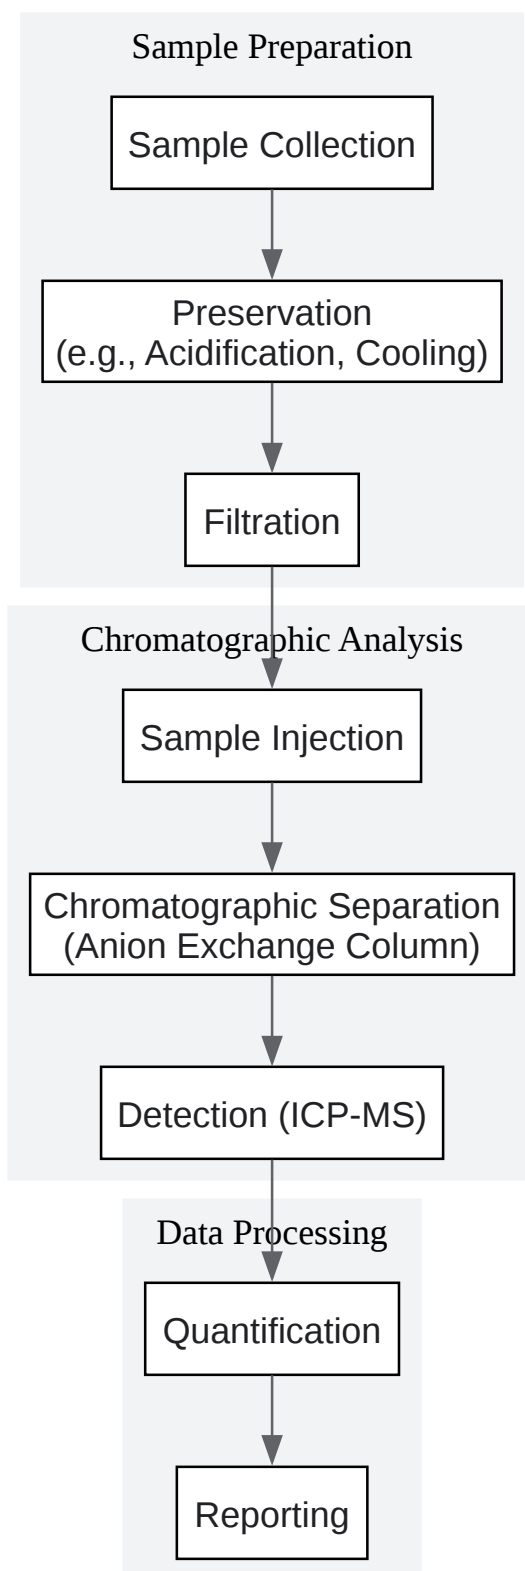 Sample Preparation
Sample Collection
Preservation
(e.g., Acidification, Cooling)
Filtration
Chromatographic Analysis
Sample Injection
Chromatographic Separation
(Anion Exchange Column)
Detection (ICP-MS)
Data Processing
Quantification
Reporting